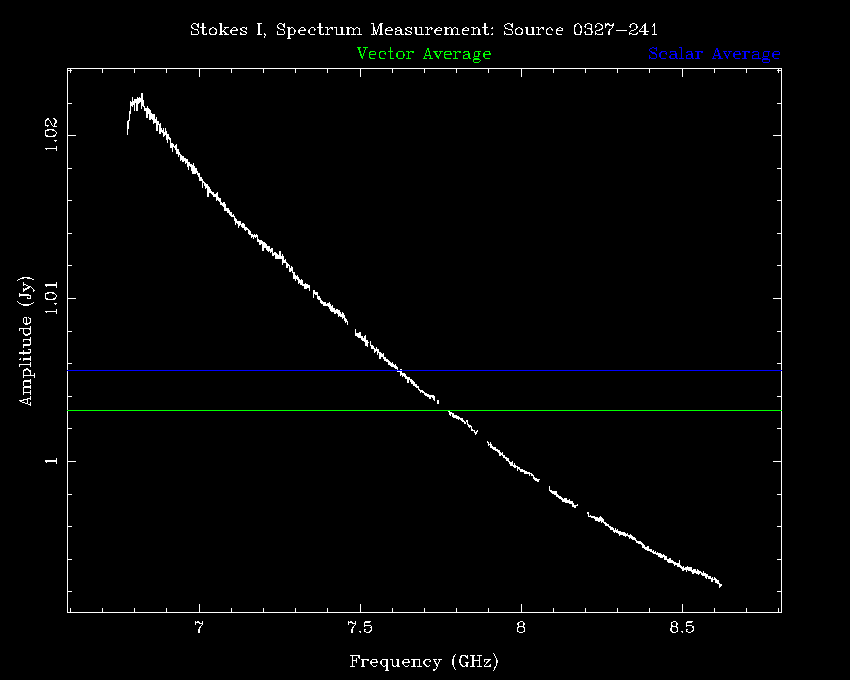 Stokes I, Spectrum Measurement: Source 0327−241
Vector Average Scalar Average
1.02
1.01
1
Amplitude (Jy)
7 7.5 8 8.5
Frequency (GHz)